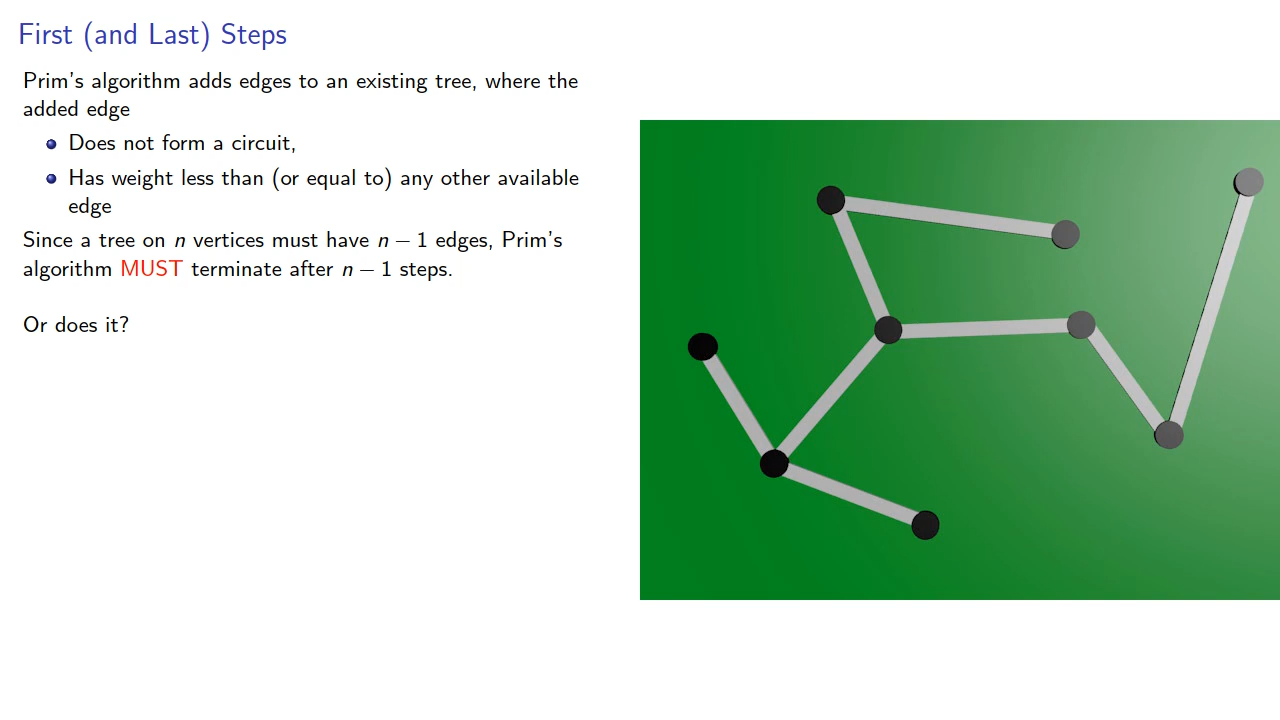 First (and Last) Steps
Prim's algorithm adds edges to an existing tree, where the
added edge
Does not form a circuit,
Has weight less than (or equal to) any other available
edge
Since a tree on n vertices must have n − 1 edges, Prim's
algorithm MUST terminate after n − 1 steps.
Or does it?